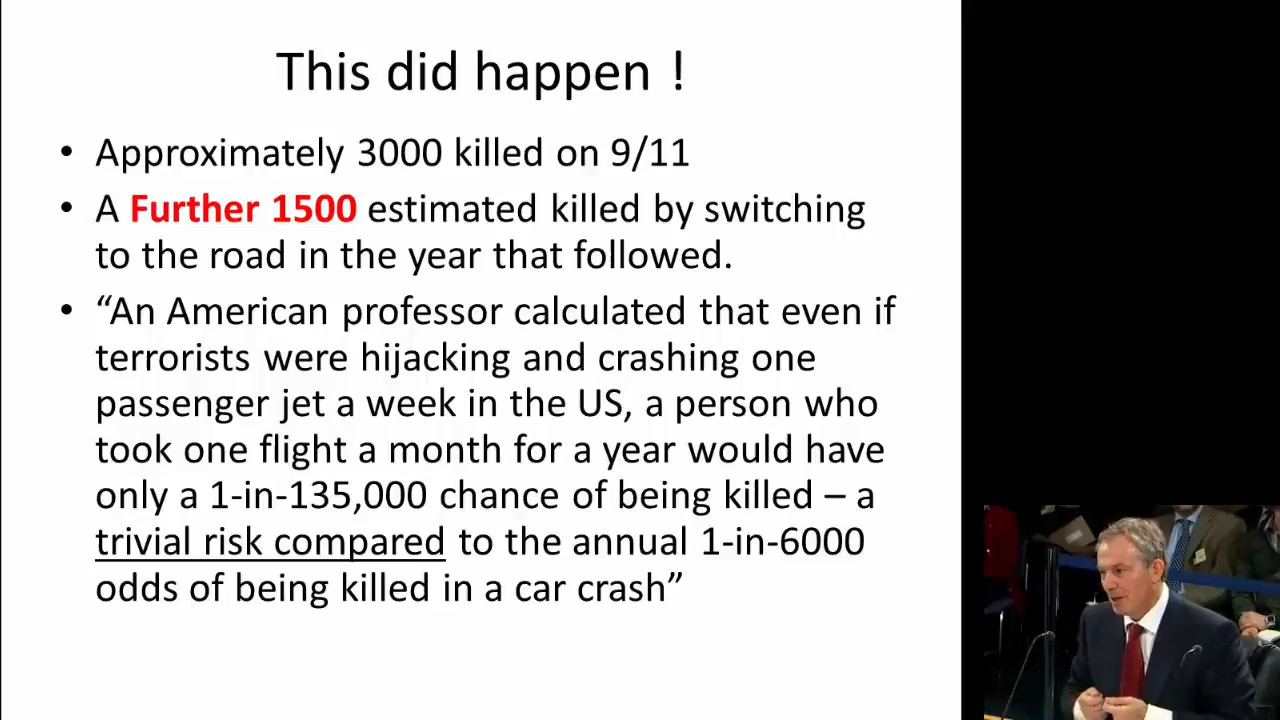 This did happen !
• Approximately 3000 killed on 9/11
• A Further 1500 estimated killed by switching
to the road in the year that followed.
• “An American professor calculated that even if
terrorists were hijacking and crashing one
passenger jet a week in the US, a person who
took one flight a month for a year would have
only a 1-in-135,000 chance of being killed – a
trivial risk compared to the annual 1-in-6000
odds of being killed in a car crash”